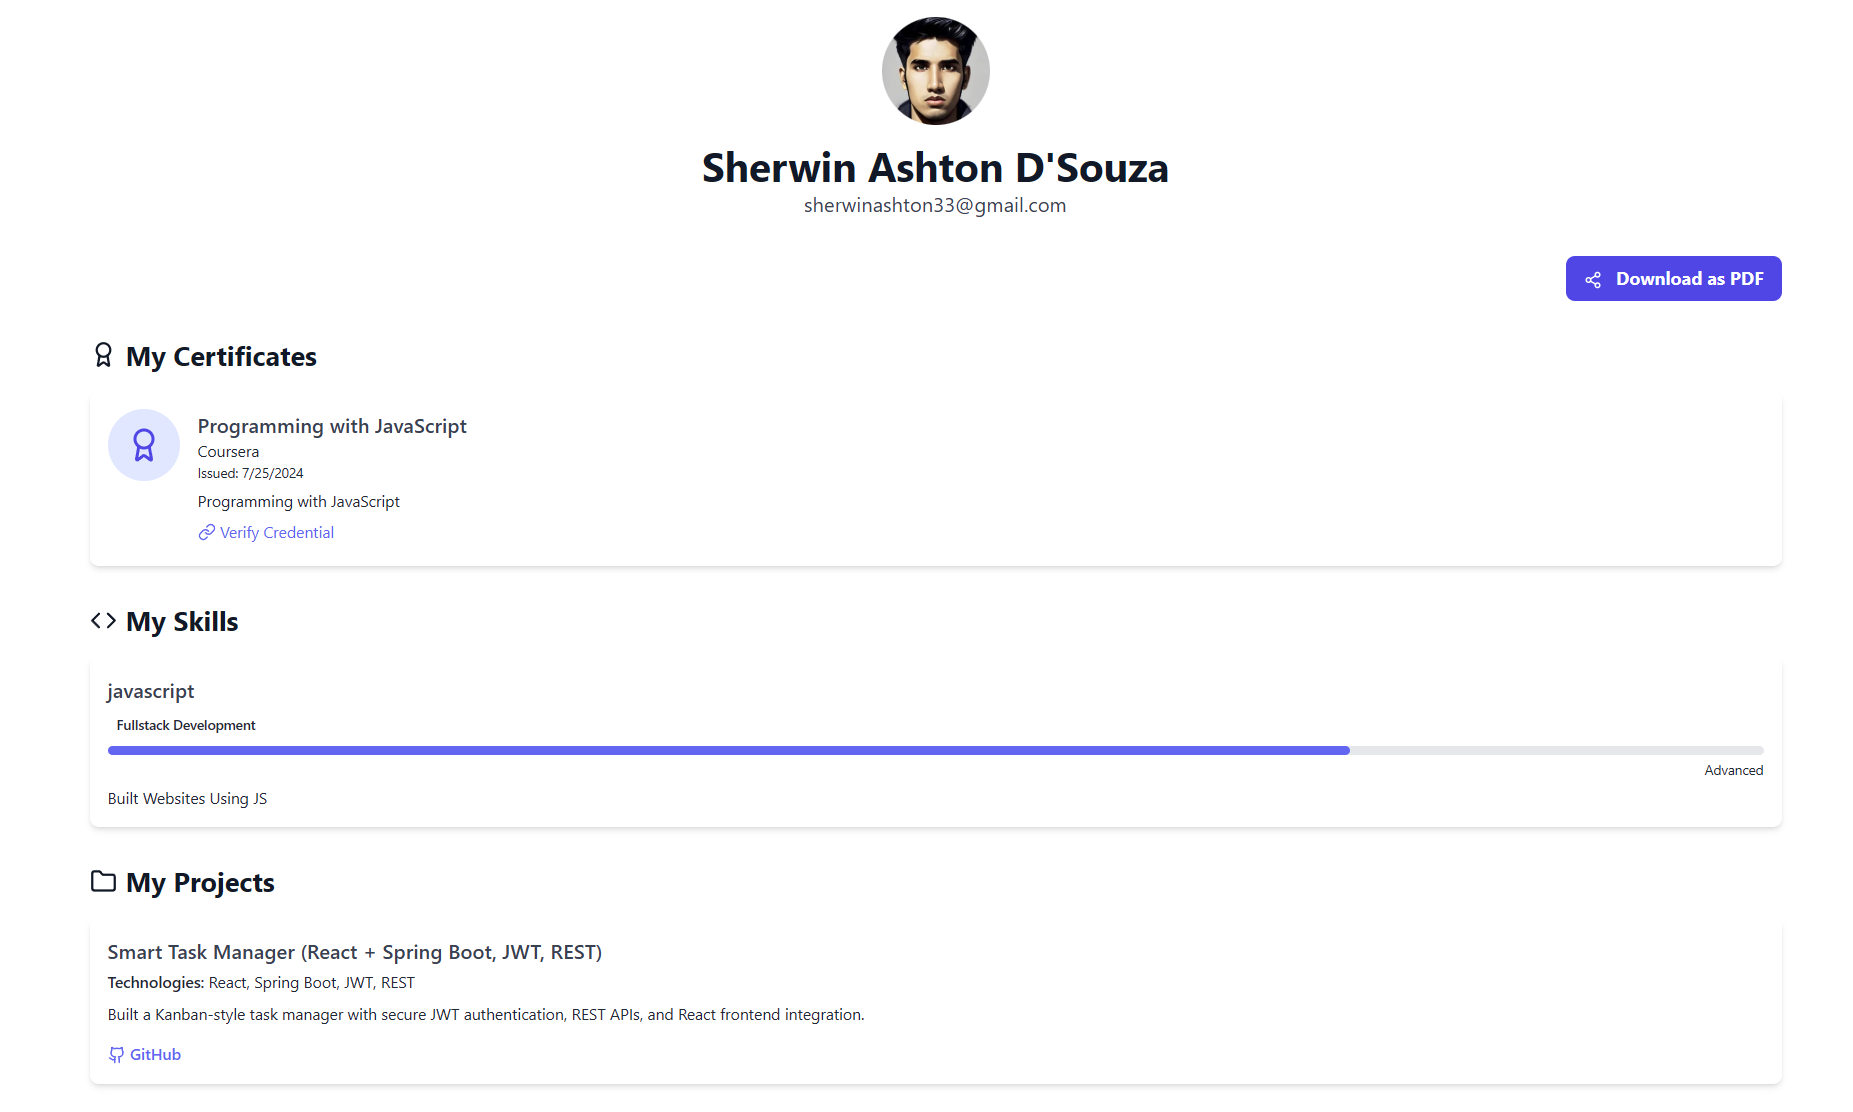 Sherwin Ashton D'Souza
sherwinashton33@gmail.com
Download as PDF
My Certificates
Programming with JavaScript
Coursera
Issued: 7/25/2024
Programming with JavaScript
Verify Credential
My Skills
javascript
Fullstack Development
Advanced
Built Websites Using JS
My Projects
Smart Task Manager (React + Spring Boot, JWT, REST)
Technologies: React, Spring Boot, JWT, REST
Built a Kanban-style task manager with secure JWT authentication, REST APIs, and React frontend integration.
GitHub